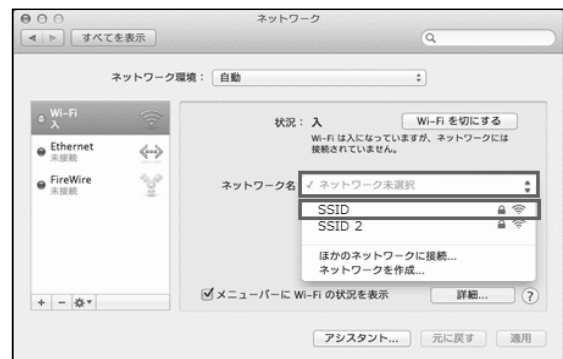 ネットワーク
すべてを表示
ネットワーク環境： 自動
Wi-Fi
入
Ethernet
未接続
FireWire
未接続
状況： 入
Wi-Fi を切にする
Wi-Fi は入になっていますが、ネットワークには
接続されていません。
ネットワーク名
✓ ネットワーク未選択
SSID
SSID 2
ほかのネットワークに接続...
ネットワークを作成...
メニューバーに Wi-Fi の状況を表示
詳細...
?
+ −
アシスタント...
元に戻す
適用